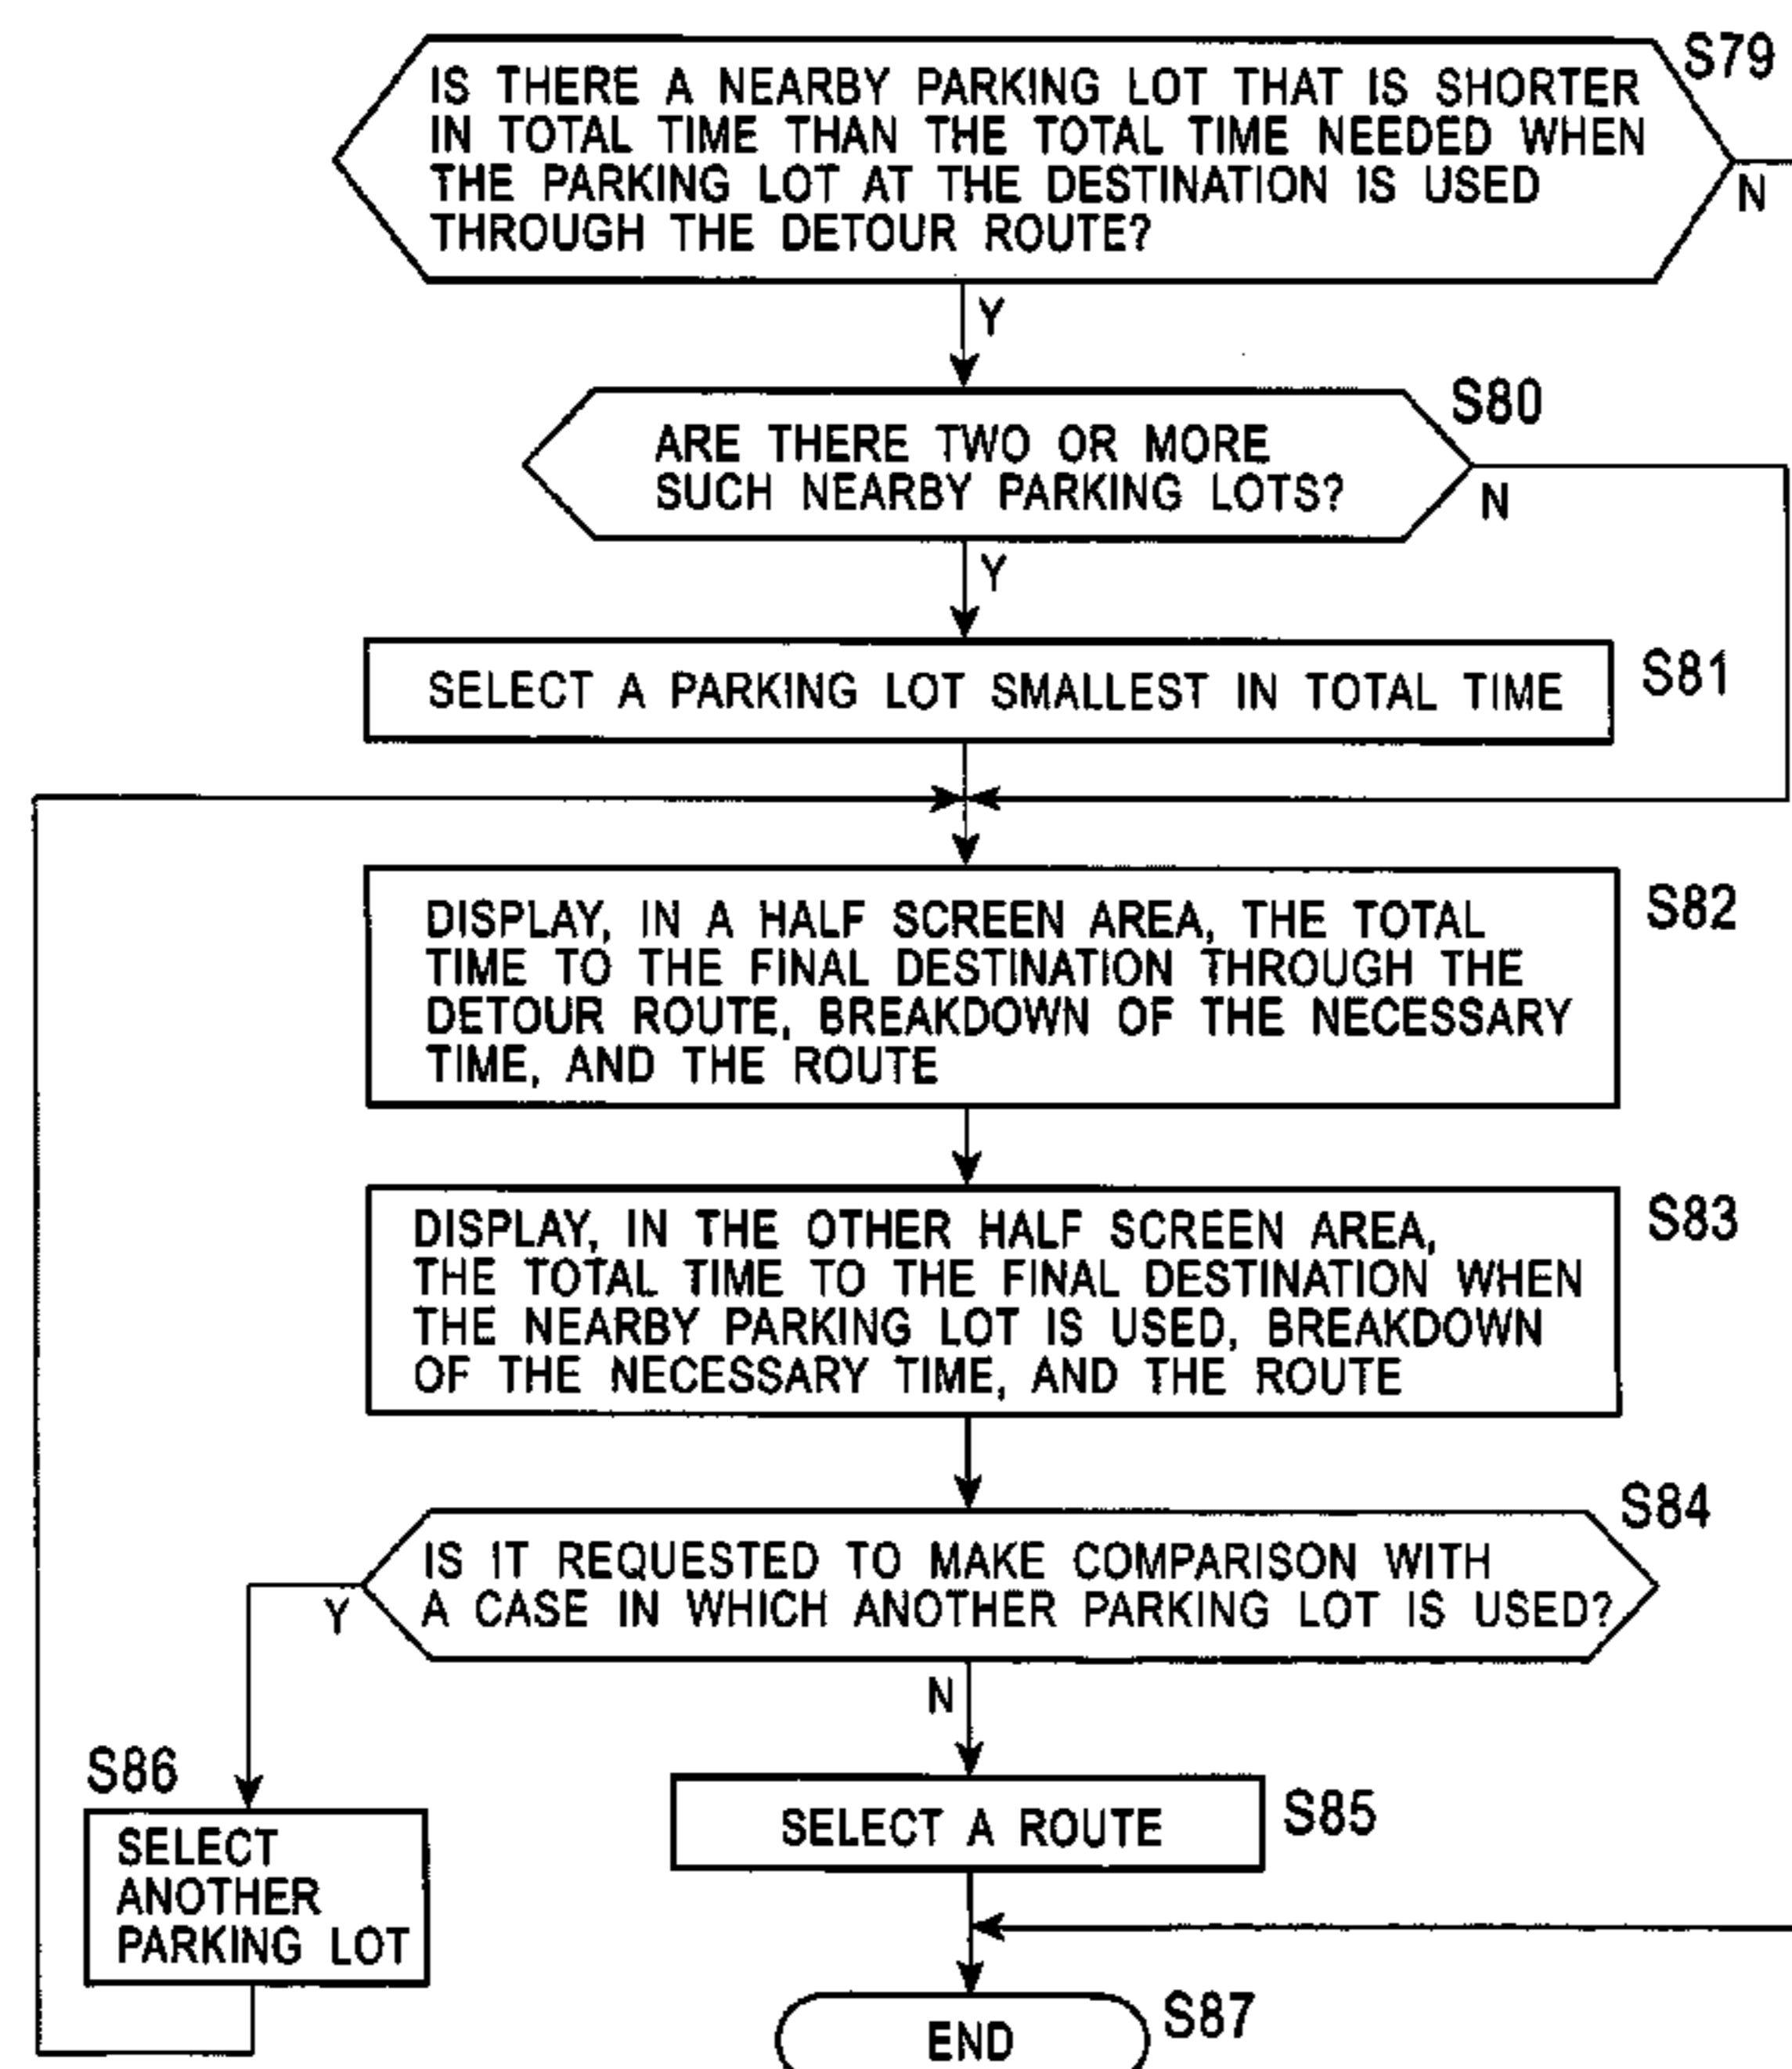 S79
IS THERE A NEARBY PARKING LOT THAT IS SHORTER
IN TOTAL TIME THAN THE TOTAL TIME NEEDED WHEN
THE PARKING LOT AT THE DESTINATION IS USED
THROUGH THE DETOUR ROUTE?
N
Y
S80
ARE THERE TWO OR MORE
SUCH NEARBY PARKING LOTS?
N
Y
SELECT A PARKING LOT SMALLEST IN TOTAL TIME
S81
S82
DISPLAY, IN A HALF SCREEN AREA, THE TOTAL
TIME TO THE FINAL DESTINATION THROUGH THE
DETOUR ROUTE, BREAKDOWN OF THE NECESSARY
TIME, AND THE ROUTE
S83
DISPLAY, IN THE OTHER HALF SCREEN AREA,
THE TOTAL TIME TO THE FINAL DESTINATION WHEN
THE NEARBY PARKING LOT IS USED, BREAKDOWN
OF THE NECESSARY TIME, AND THE ROUTE
S84
IS IT REQUESTED TO MAKE COMPARISON WITH
A CASE IN WHICH ANOTHER PARKING LOT IS USED?
Y
N
S86
SELECT
ANOTHER
PARKING LOT
SELECT A ROUTE
S85
END
S87